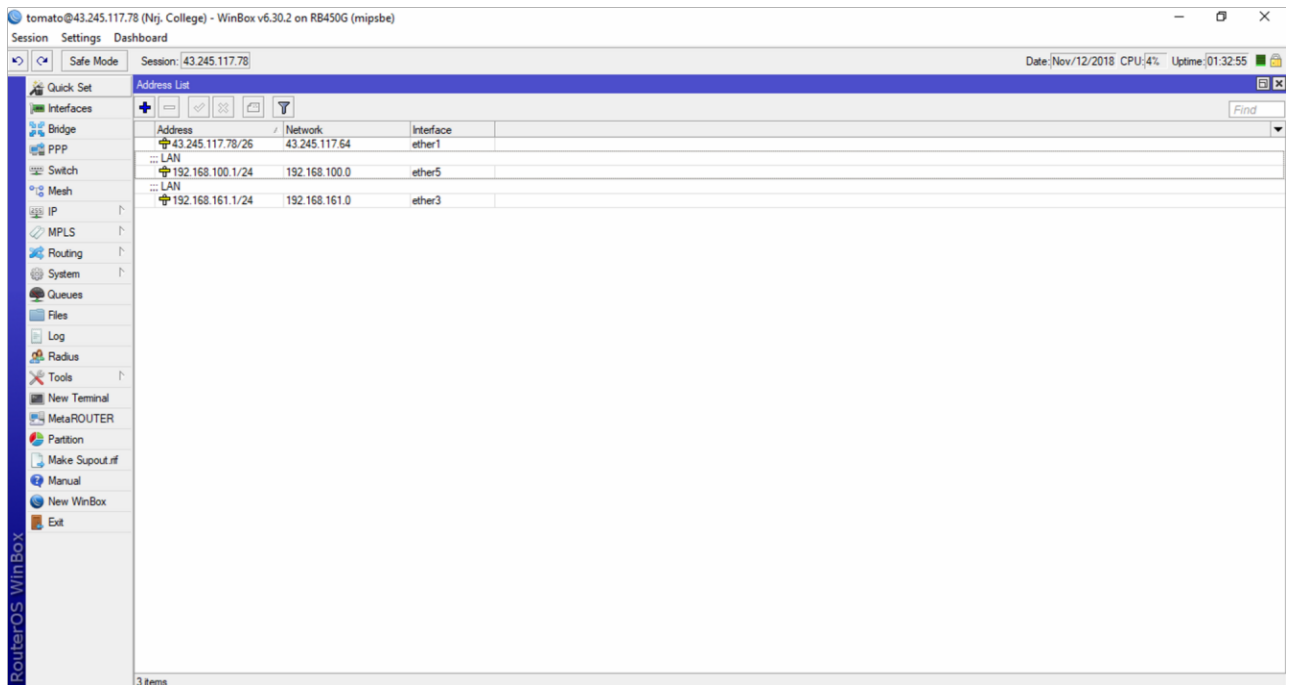 tomato@43.245.117.78 (Nrj. College) - WinBox v6.30.2 on RB450G (mipsbe)
Session Settings Dashboard
Safe Mode Session: 43.245.117.78 Date: Nov/12/2018 CPU: 4% Uptime: 01:32:55
Quick Set
Interfaces
Bridge
PPP
Switch
Mesh
IP
MPLS
Routing
System
Queues
Files
Log
Radius
Tools
New Terminal
MetaROUTER
Partition
Make Supout.rif
Manual
New WinBox
Exit
RouterOS WinBox
Address List
Find
Address Network Interface
43.245.117.78/26 43.245.117.64 ether1
::: LAN
192.168.100.1/24 192.168.100.0 ether5
::: LAN
192.168.161.1/24 192.168.161.0 ether3
3 items